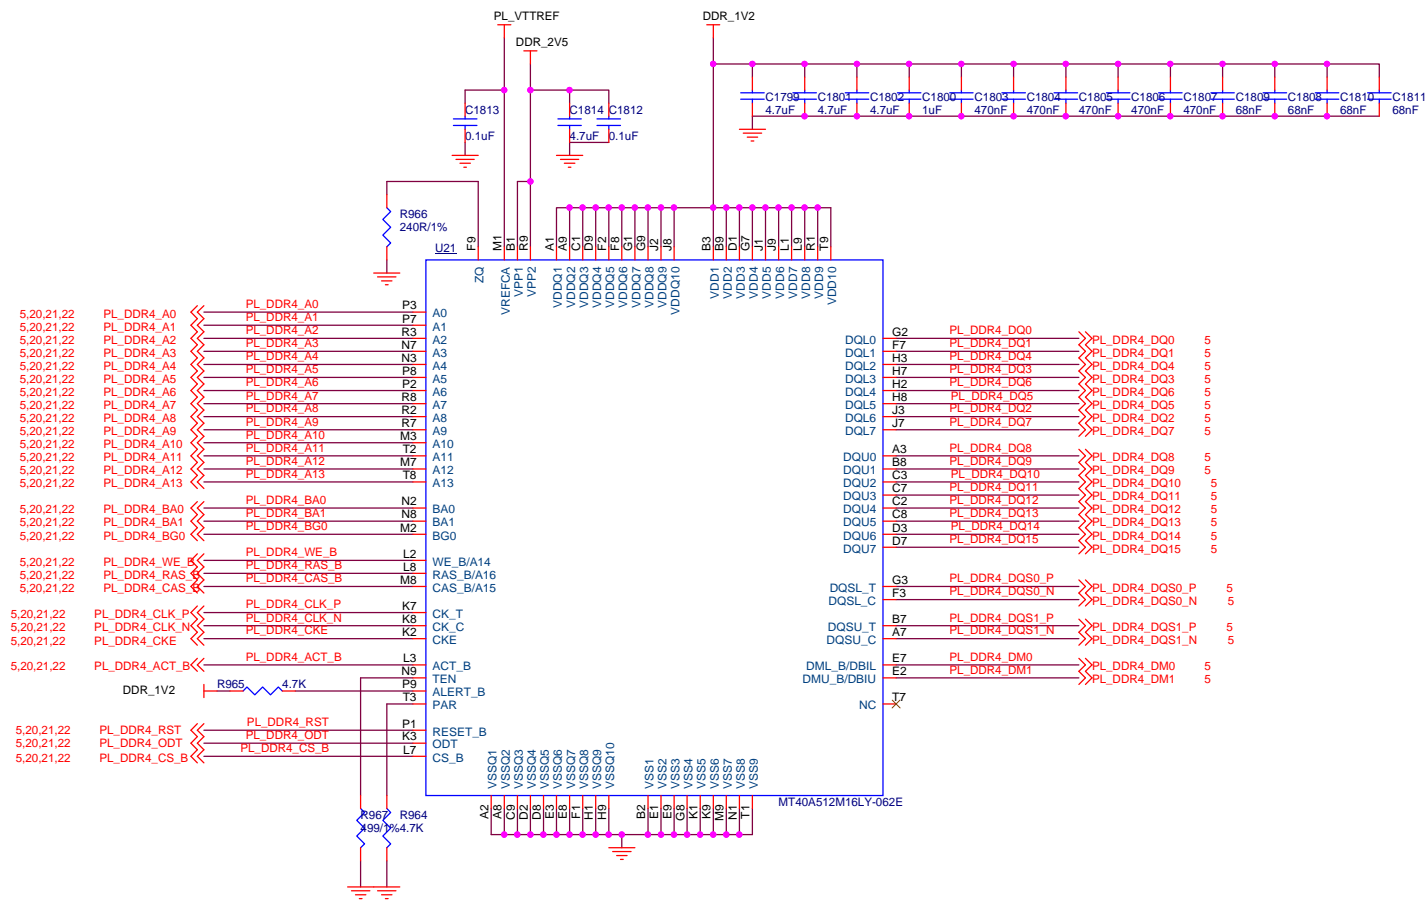 PL_VTTREF
DDR_2V5
DDR_1V2
C1813
0.1uF
C1814
4.7uF
C1812
0.1uF
C1799
4.7uF
C1801
4.7uF
C1802
4.7uF
C1800
1uF
C1803
470nF
C1804
470nF
C1805
470nF
C1806
470nF
C1807
470nF
C1809
68nF
C1808
68nF
C1810
68nF
C1811
68nF
R966
240R/1%
U21
F9 M1 B1 R9 A1 A9 C1 D9 F2 F8 G1 G9 J2 J8 B3 B9 D1 G7 J1 J9 L1 L9 R1 T9
ZQ VREFCA VPP1 VPP2 VDDQ1 VDDQ2 VDDQ3 VDDQ4 VDDQ5 VDDQ6 VDDQ7 VDDQ8 VDDQ9 VDDQ10 VDD1 VDD2 VDD3 VDD4 VDD5 VDD6 VDD7 VDD8 VDD9 VDD10
5,20,21,22 PL_DDR4_A0 PL_DDR4_A0 P3 A0
5,20,21,22 PL_DDR4_A1 PL_DDR4_A1 P7 A1
5,20,21,22 PL_DDR4_A2 PL_DDR4_A2 R3 A2
5,20,21,22 PL_DDR4_A3 PL_DDR4_A3 N7 A3
5,20,21,22 PL_DDR4_A4 PL_DDR4_A4 N3 A4
5,20,21,22 PL_DDR4_A5 PL_DDR4_A5 P8 A5
5,20,21,22 PL_DDR4_A6 PL_DDR4_A6 P2 A6
5,20,21,22 PL_DDR4_A7 PL_DDR4_A7 R8 A7
5,20,21,22 PL_DDR4_A8 PL_DDR4_A8 R2 A8
5,20,21,22 PL_DDR4_A9 PL_DDR4_A9 R7 A9
5,20,21,22 PL_DDR4_A10 PL_DDR4_A10 M3 A10
5,20,21,22 PL_DDR4_A11 PL_DDR4_A11 T2 A11
5,20,21,22 PL_DDR4_A12 PL_DDR4_A12 M7 A12
5,20,21,22 PL_DDR4_A13 PL_DDR4_A13 T8 A13
5,20,21,22 PL_DDR4_BA0 PL_DDR4_BA0 N2 BA0
5,20,21,22 PL_DDR4_BA1 PL_DDR4_BA1 N8 BA1
5,20,21,22 PL_DDR4_BG0 PL_DDR4_BG0 M2 BG0
5,20,21,22 PL_DDR4_WE_B PL_DDR4_WE_B L2 WE_B/A14
5,20,21,22 PL_DDR4_RAS_B PL_DDR4_RAS_B L8 RAS_B/A16
5,20,21,22 PL_DDR4_CAS_B PL_DDR4_CAS_B M8 CAS_B/A15
5,20,21,22 PL_DDR4_CLK_P PL_DDR4_CLK_P K7 CK_T
5,20,21,22 PL_DDR4_CLK_N PL_DDR4_CLK_N K8 CK_C
5,20,21,22 PL_DDR4_CKE PL_DDR4_CKE K2 CKE
5,20,21,22 PL_DDR4_ACT_B PL_DDR4_ACT_B L3 ACT_B
N9 TEN
DDR_1V2 R965 4.7K P9 ALERT_B
T3 PAR
5,20,21,22 PL_DDR4_RST PL_DDR4_RST P1 RESET_B
5,20,21,22 PL_DDR4_ODT PL_DDR4_ODT K3 ODT
5,20,21,22 PL_DDR4_CS_B PL_DDR4_CS_B L7 CS_B
DQL0 G2 PL_DDR4_DQ0 PL_DDR4_DQ0 5
DQL1 F7 PL_DDR4_DQ1 PL_DDR4_DQ1 5
DQL2 H3 PL_DDR4_DQ4 PL_DDR4_DQ4 5
DQL3 H7 PL_DDR4_DQ3 PL_DDR4_DQ3 5
DQL4 H2 PL_DDR4_DQ6 PL_DDR4_DQ6 5
DQL5 H8 PL_DDR4_DQ5 PL_DDR4_DQ5 5
DQL6 J3 PL_DDR4_DQ2 PL_DDR4_DQ2 5
DQL7 J7 PL_DDR4_DQ7 PL_DDR4_DQ7 5
DQU0 A3 PL_DDR4_DQ8 PL_DDR4_DQ8 5
DQU1 B8 PL_DDR4_DQ9 PL_DDR4_DQ9 5
DQU2 C3 PL_DDR4_DQ10 PL_DDR4_DQ10 5
DQU3 C7 PL_DDR4_DQ11 PL_DDR4_DQ11 5
DQU4 C2 PL_DDR4_DQ12 PL_DDR4_DQ12 5
DQU5 C8 PL_DDR4_DQ13 PL_DDR4_DQ13 5
DQU6 D3 PL_DDR4_DQ14 PL_DDR4_DQ14 5
DQU7 D7 PL_DDR4_DQ15 PL_DDR4_DQ15 5
DQSL_T G3 PL_DDR4_DQS0_P PL_DDR4_DQS0_P 5
DQSL_C F3 PL_DDR4_DQS0_N PL_DDR4_DQS0_N 5
DQSU_T B7 PL_DDR4_DQS1_P PL_DDR4_DQS1_P 5
DQSU_C A7 PL_DDR4_DQS1_N PL_DDR4_DQS1_N 5
DML_B/DBIL E7 PL_DDR4_DM0 PL_DDR4_DM0 5
DMU_B/DBIU E2 PL_DDR4_DM1 PL_DDR4_DM1 5
NC T7
VSSQ1 VSSQ2 VSSQ3 VSSQ4 VSSQ5 VSSQ6 VSSQ7 VSSQ8 VSSQ9 VSSQ10 VSS1 VSS2 VSS3 VSS4 VSS5 VSS6 VSS7 VSS8 VSS9
A2 A8 C9 D2 D8 E3 E8 F1 H1 H9 B2 E1 E9 G8 K1 K9 M9 N1 T1
MT40A512M16LY-062E
R967
499/1%
R964
4.7K